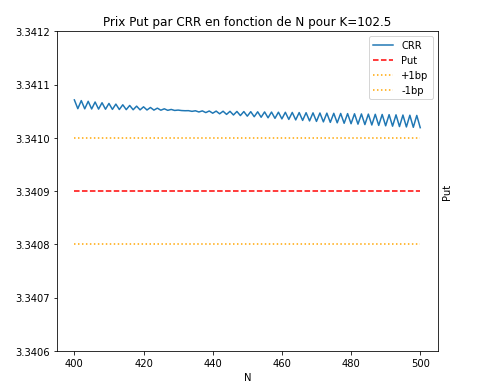 Prix Put par CRR en fonction de N pour K=102.5
3.3412
3.3411
3.3410
3.3409
3.3408
3.3407
3.3406
CRR
Put
+1bp
-1bp
Put
400
420
440
460
480
500
N